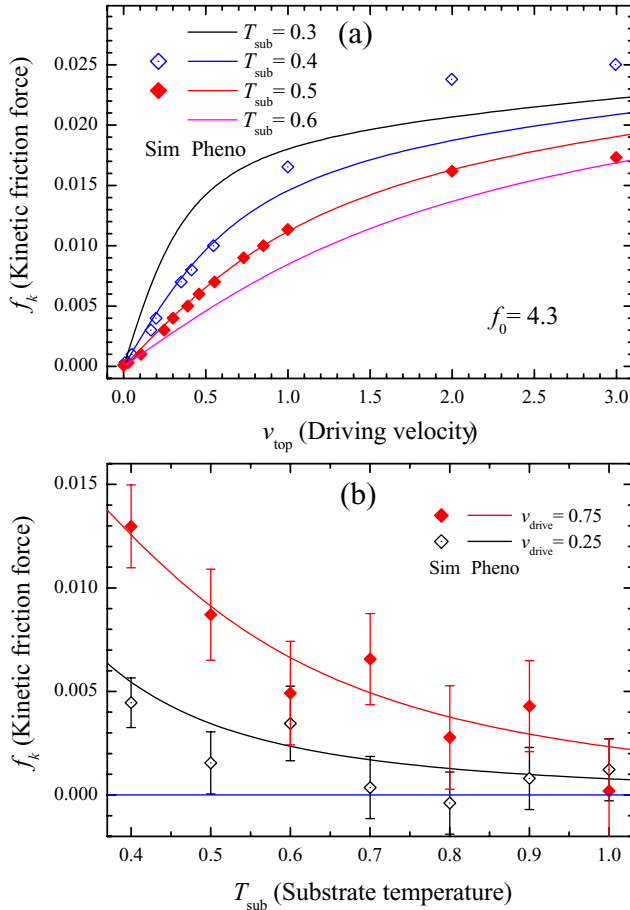 (a)
T_sub = 0.3
T_sub = 0.4
T_sub = 0.5
T_sub = 0.6
Sim Pheno
f_0 = 4.3
0.025
0.020
0.015
0.010
0.005
0.000
f_k (Kinetic friction force)
0.0 0.5 1.0 1.5 2.0 2.5 3.0
v_top (Driving velocity)
(b)
v_drive = 0.75
v_drive = 0.25
Sim Pheno
0.015
0.010
0.005
0.000
f_k (Kinetic friction force)
0.4 0.5 0.6 0.7 0.8 0.9 1.0
T_sub (Substrate temperature)